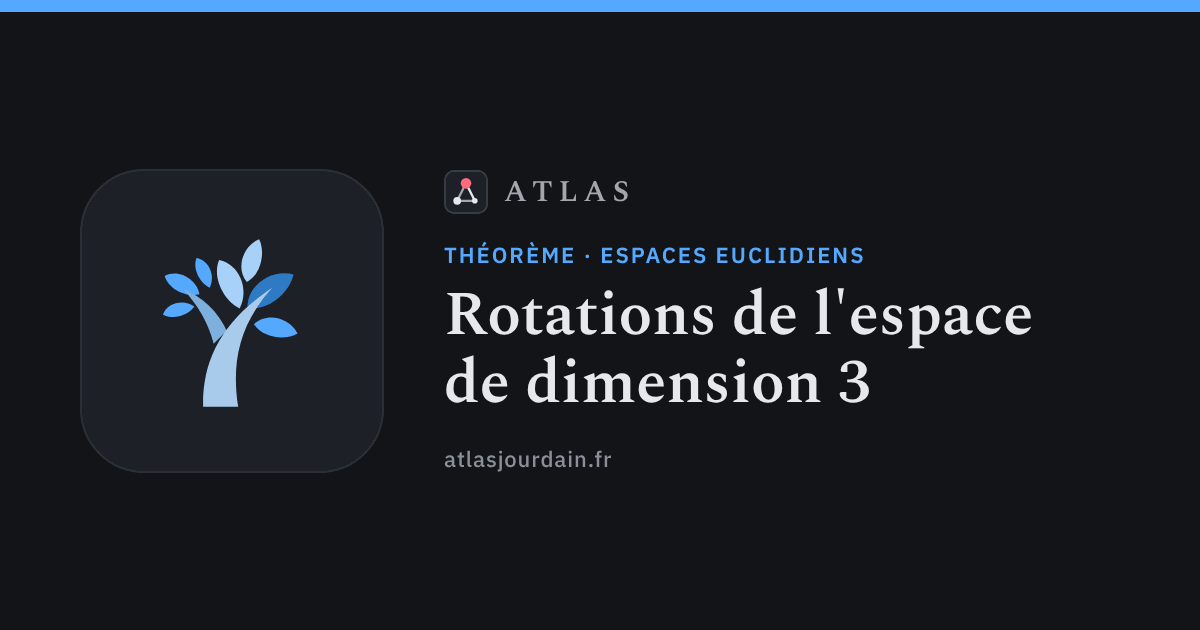 ATLAS
THÉORÈME · ESPACES EUCLIDIENS
Rotations de l'espace
de dimension 3
atlasjourdain.fr